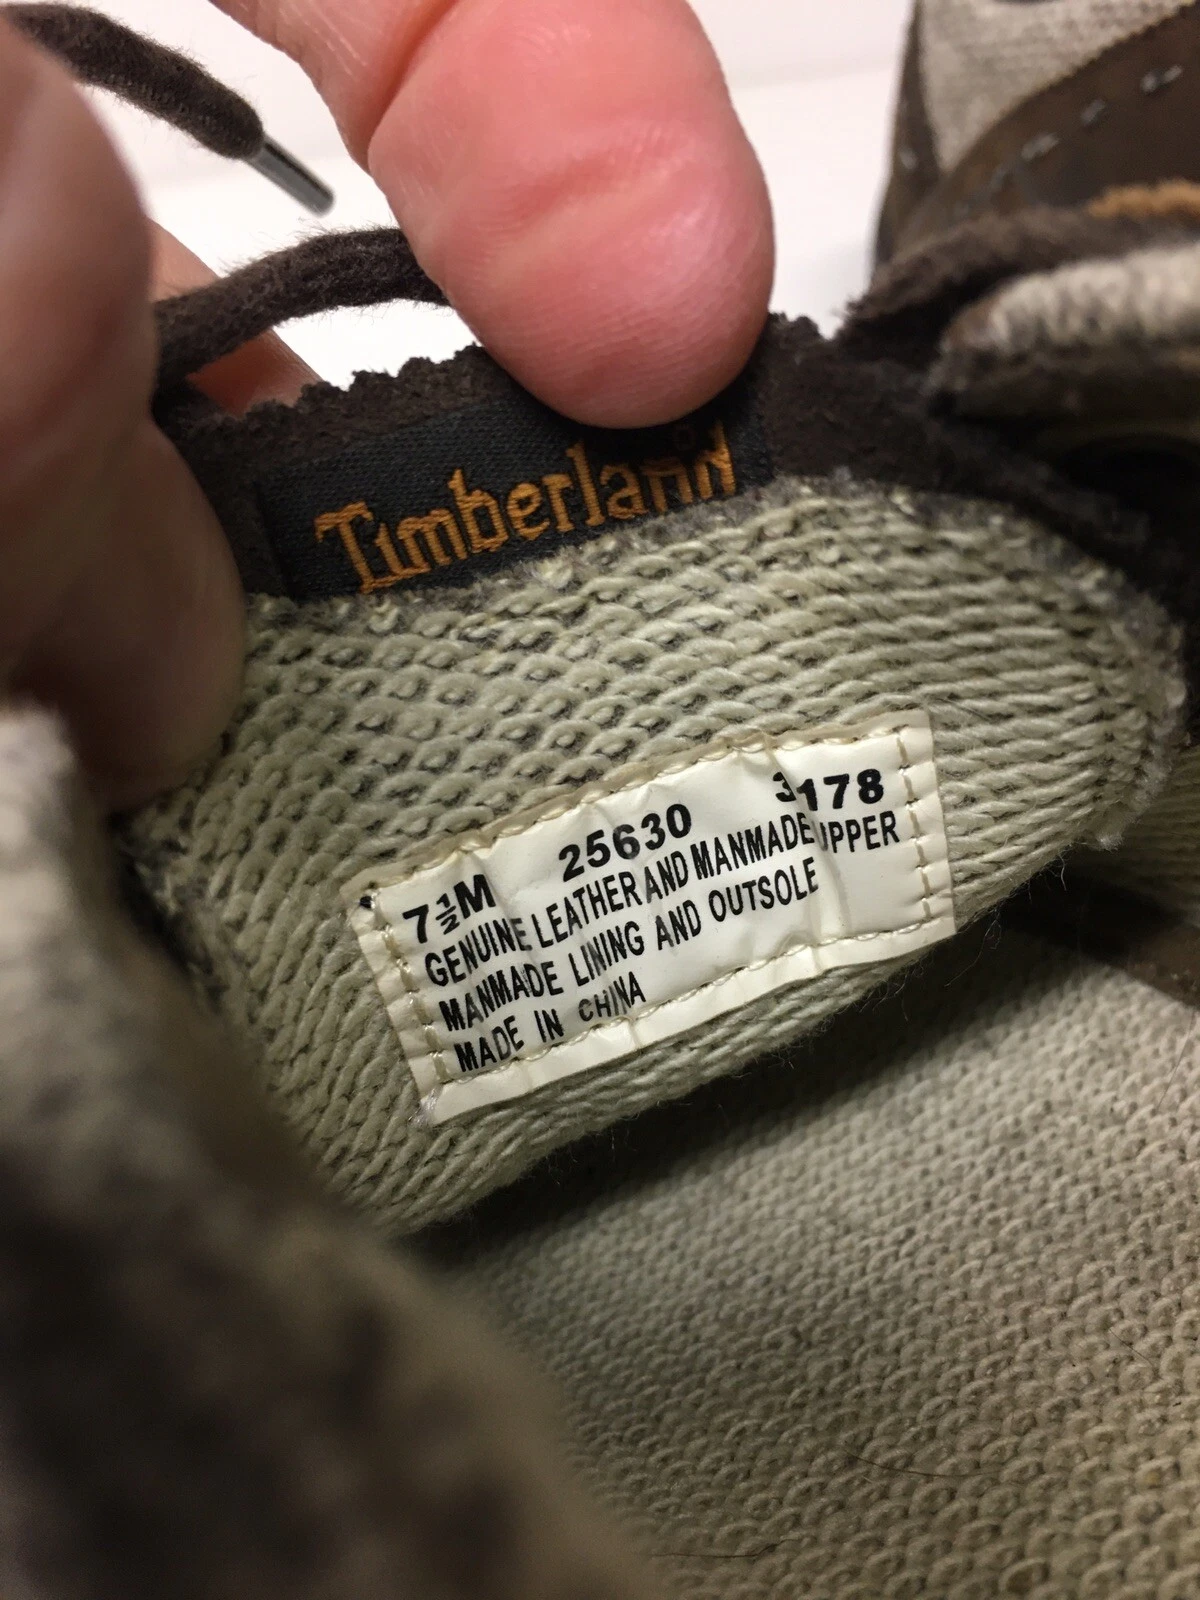 Timberland
7½M 25630 3178
GENUINE LEATHER AND MANMADE UPPER
MANMADE LINING AND OUTSOLE
MADE IN CHINA